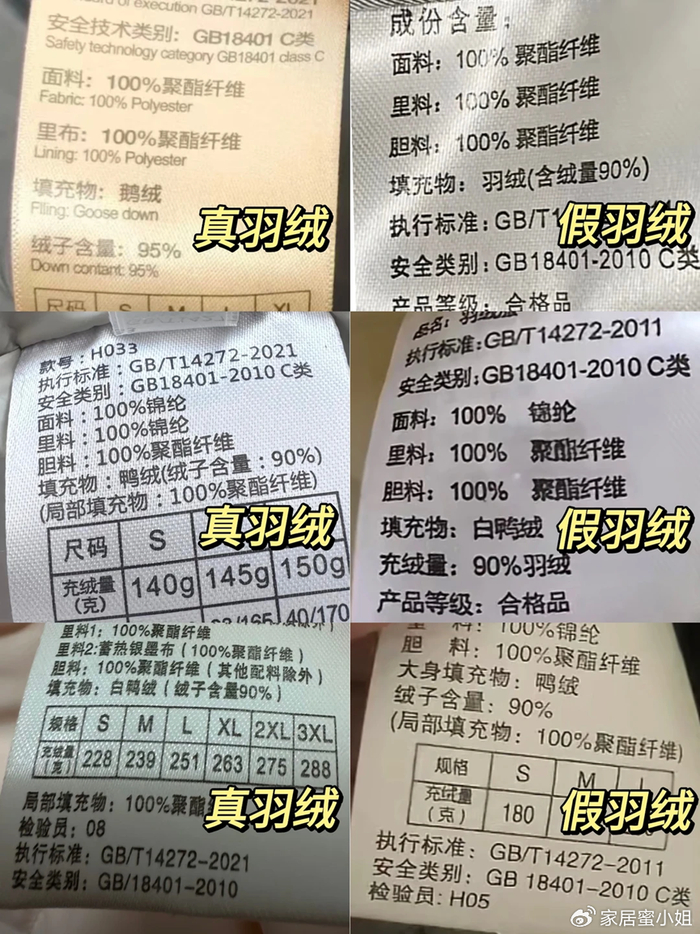 of execution GB/T14272-2021
安全技术类别: GB18401 C类
Safety technology category GB18401 class C
面料: 100%聚酯纤维
Fabric: 100% Polyester
里布: 100%聚酯纤维
Lining: 100% Polyester
填充物: 鹅绒
Flling: Goose down
绒子含量: 95%
Down contant: 95%
尺码 S M L XL
真羽绒
成份含量:
面料: 100% 聚酯纤维
里料: 100% 聚酯纤维
胆料: 100% 聚酯纤维
填充物: 羽绒(含绒量90%)
执行标准: GB/T1
安全类别: GB18401-2010 C类
产品等级: 合格品
假羽绒
款号: H033
执行标准: GB/T14272-2021
安全类别: GB18401-2010 C类
面料: 100%锦纶
里料: 100%锦纶
胆料: 100%聚酯纤维
填充物: 鸭绒(绒子含量: 90%)
(局部填充物: 100%聚酯纤维)
尺码 S
充绒量(克) 140g 145g 150g
真羽绒
品名: 羽绒服
执行标准: GB/T14272-2011
安全类别: GB18401-2010 C类
面料: 100% 锦纶
里料: 100% 聚酯纤维
胆料: 100% 聚酯纤维
填充物: 白鸭绒
充绒量: 90%羽绒
产品等级: 合格品
假羽绒
里料1: 100%聚酯纤维
里料2:蓄热银墨布(100%聚酯纤维)
胆料: 100%聚酯纤维(其他配料除外)
填充物: 白鸭绒(绒子含量90%)
规格 S M L XL 2XL 3XL
充绒量(克) 228 239 251 263 275 288
局部填充物: 100%聚酯
检验员: 08
执行标准: GB/T14272-2021
安全类别: GB/18401-2010
真羽绒
里料: 100%锦纶
胆料: 100%聚酯纤维
大身填充物: 鸭绒
绒子含量: 90%
(局部填充物: 100%聚酯纤维)
规格 S M L
充绒量(克) 180
执行标准: GB/T14272-2011
安全类别: GB 18401-2010 C类
检验员: H05
假羽绒
家居蜜小姐